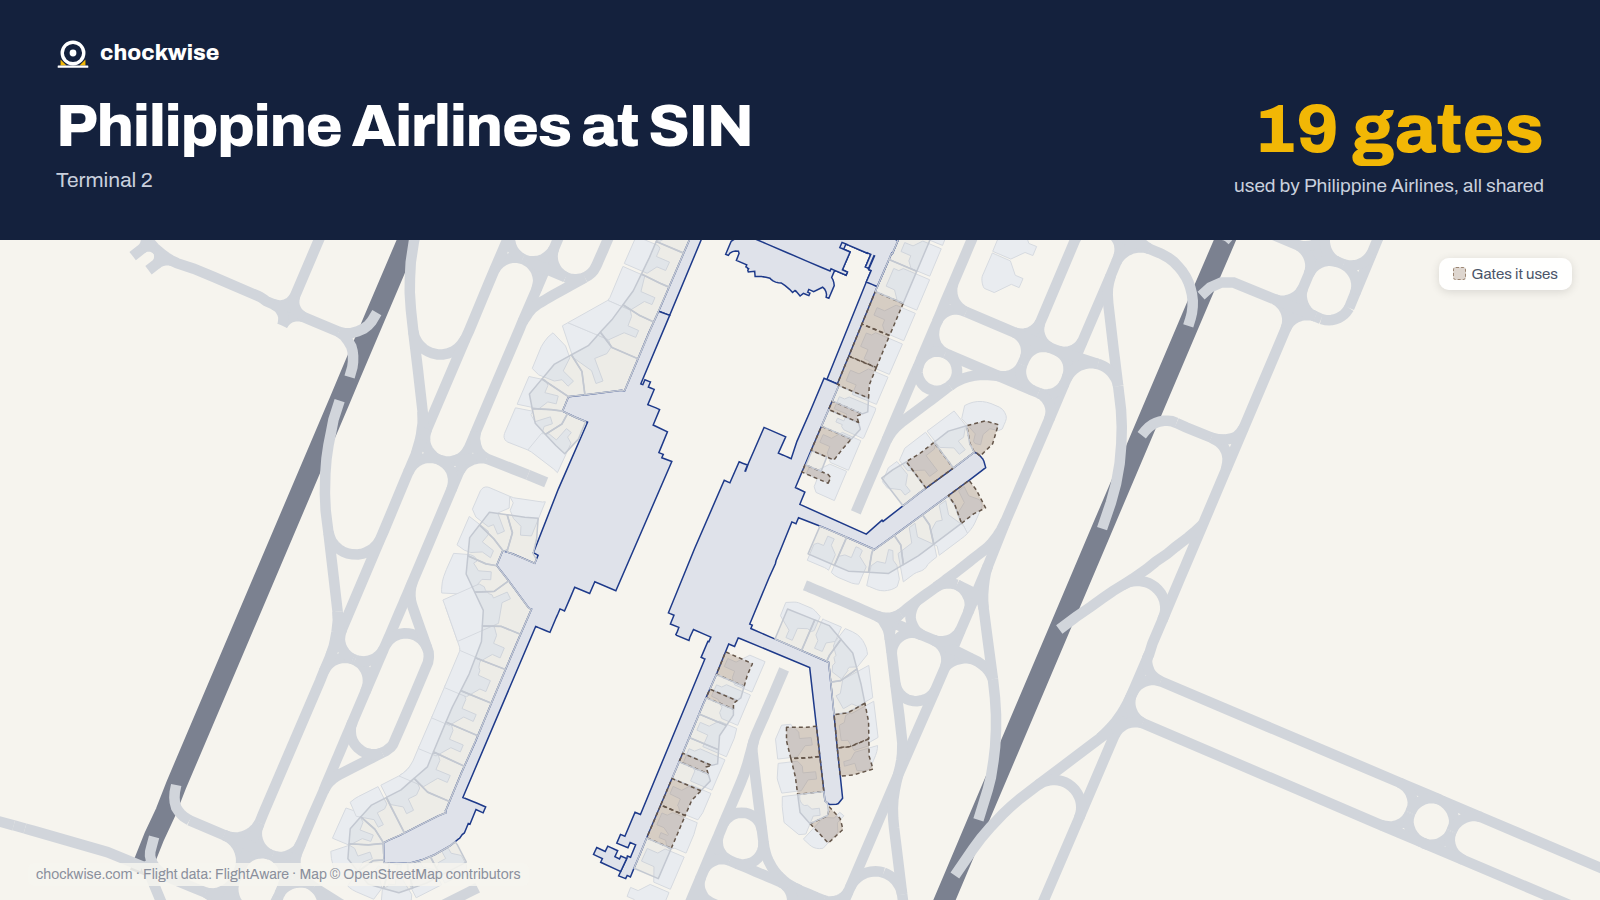 chockwise
Philippine Airlines at SIN
Terminal 2
19 gates
used by Philippine Airlines, all shared
Gates it uses
chockwise.com · Flight data: FlightAware · Map © OpenStreetMap contributors